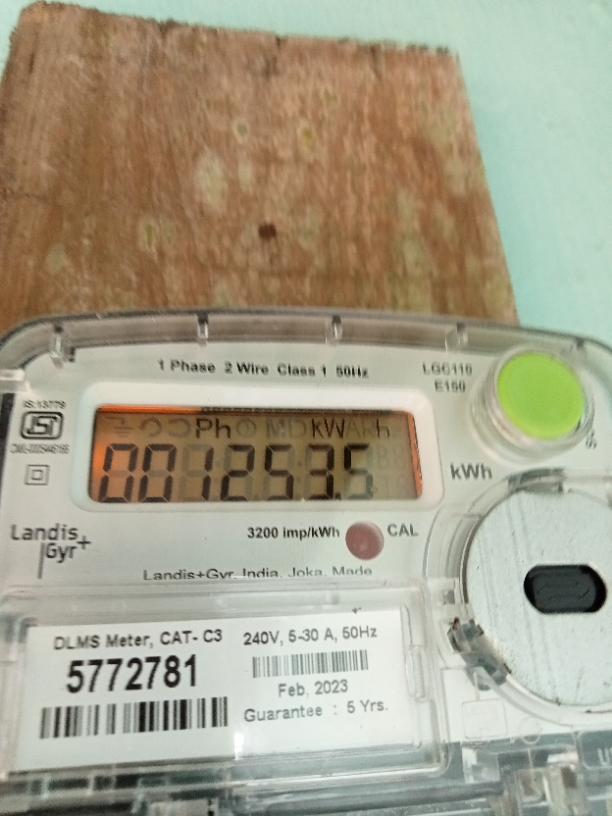 1 Phase 2 Wire Class 1 50Hz
LGC110
E150
IS:13779
Ph kW h
001253.5
kWh
3200 imp/kWh CAL
Landis
Gyr+
Landis+Gyr, India, Joka, Made
DLMS Meter, CAT- C3
5772781
240V, 5-30 A, 50Hz
Feb, 2023
Guarantee : 5 Yrs.